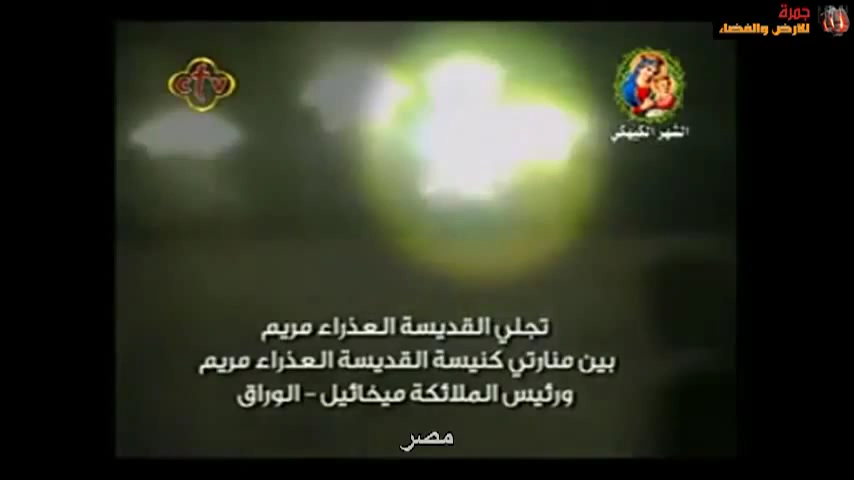 جمرة
للارض والفضاء
ctv
الشهر الكيهكي
تجلي القديسة العذراء مريم
بين منارتي كنيسة القديسة العذراء مريم
ورئيس الملائكة ميخائيل - الوراق
مصر